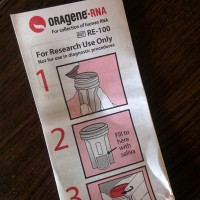 ORAgene•RNA
For collection of human RNA
REF RE-100
For Research Use Only
Not for use in diagnostic procedures
1
2
Fill to
here with
saliva
3